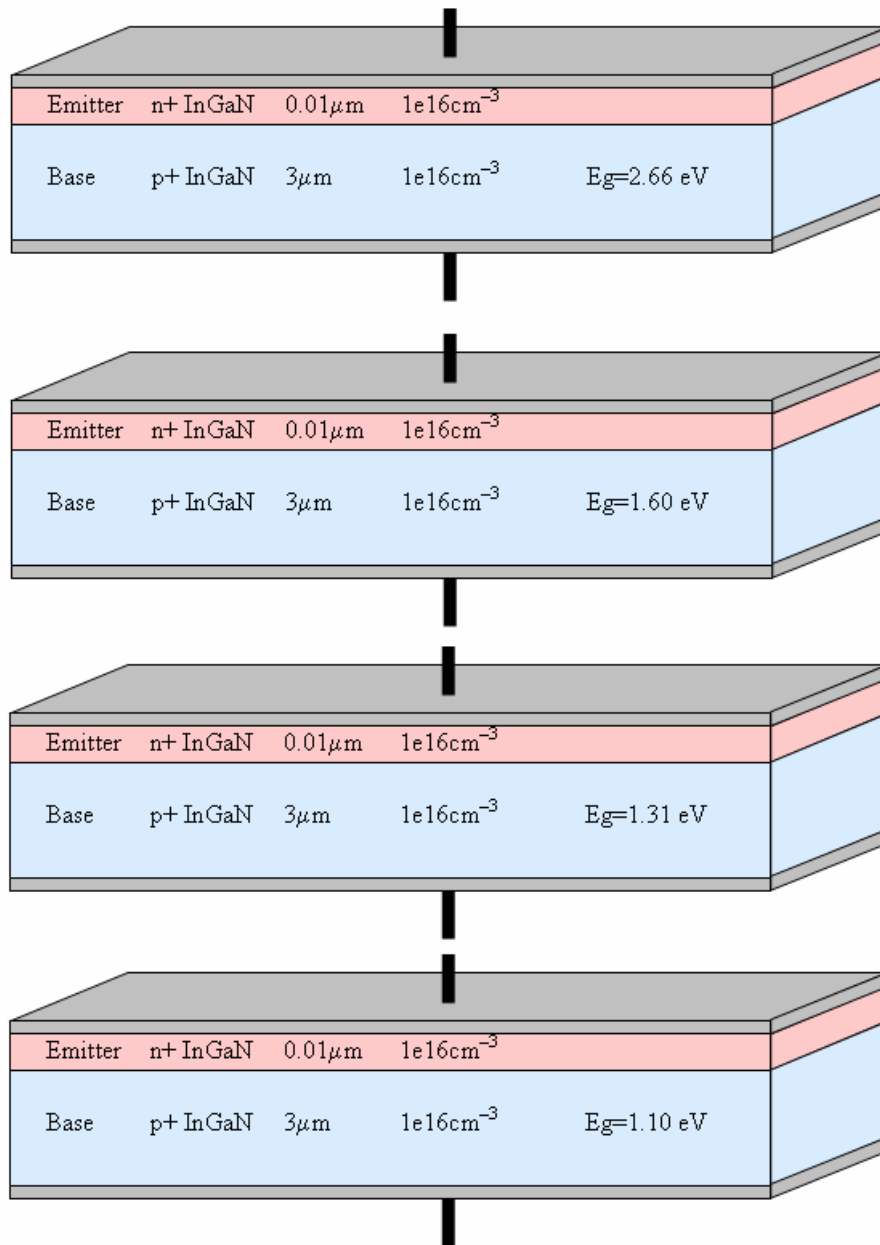 Emitter n+ InGaN 0.01μm 1e16cm⁻³
Base p+ InGaN 3μm 1e16cm⁻³ Eg=2.66 eV
Emitter n+ InGaN 0.01μm 1e16cm⁻³
Base p+ InGaN 3μm 1e16cm⁻³ Eg=1.60 eV
Emitter n+ InGaN 0.01μm 1e16cm⁻³
Base p+ InGaN 3μm 1e16cm⁻³ Eg=1.31 eV
Emitter n+ InGaN 0.01μm 1e16cm⁻³
Base p+ InGaN 3μm 1e16cm⁻³ Eg=1.10 eV